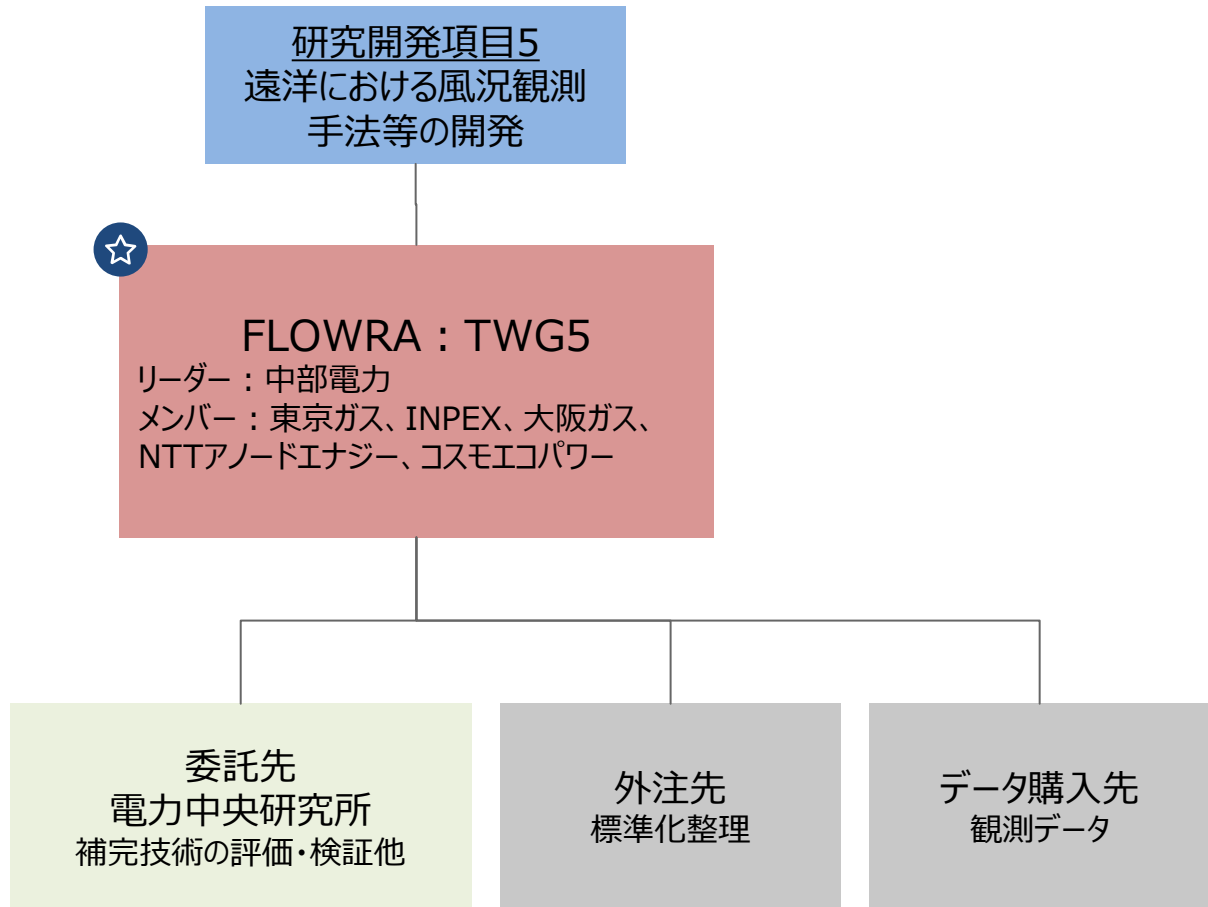 研究開発項目5
遠洋における風況観測
手法等の開発
FLOWRA：TWG5
リーダー：中部電力
メンバー：東京ガス、INPEX、大阪ガス、
NTTアノードエナジー、コスモエコパワー
委託先
電力中央研究所
補完技術の評価・検証他
外注先
標準化整理
データ購入先
観測データ